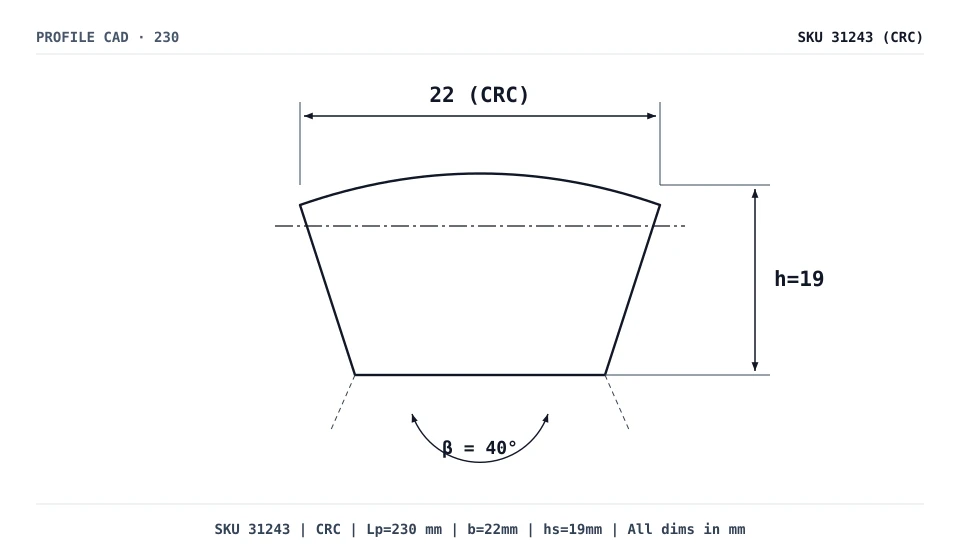 PROFILE CAD · 230
SKU 31243 (CRC)
22 (CRC)
h=19
β = 40°
SKU 31243 | CRC | Lp=230 mm | b=22mm | hs=19mm | All dims in mm